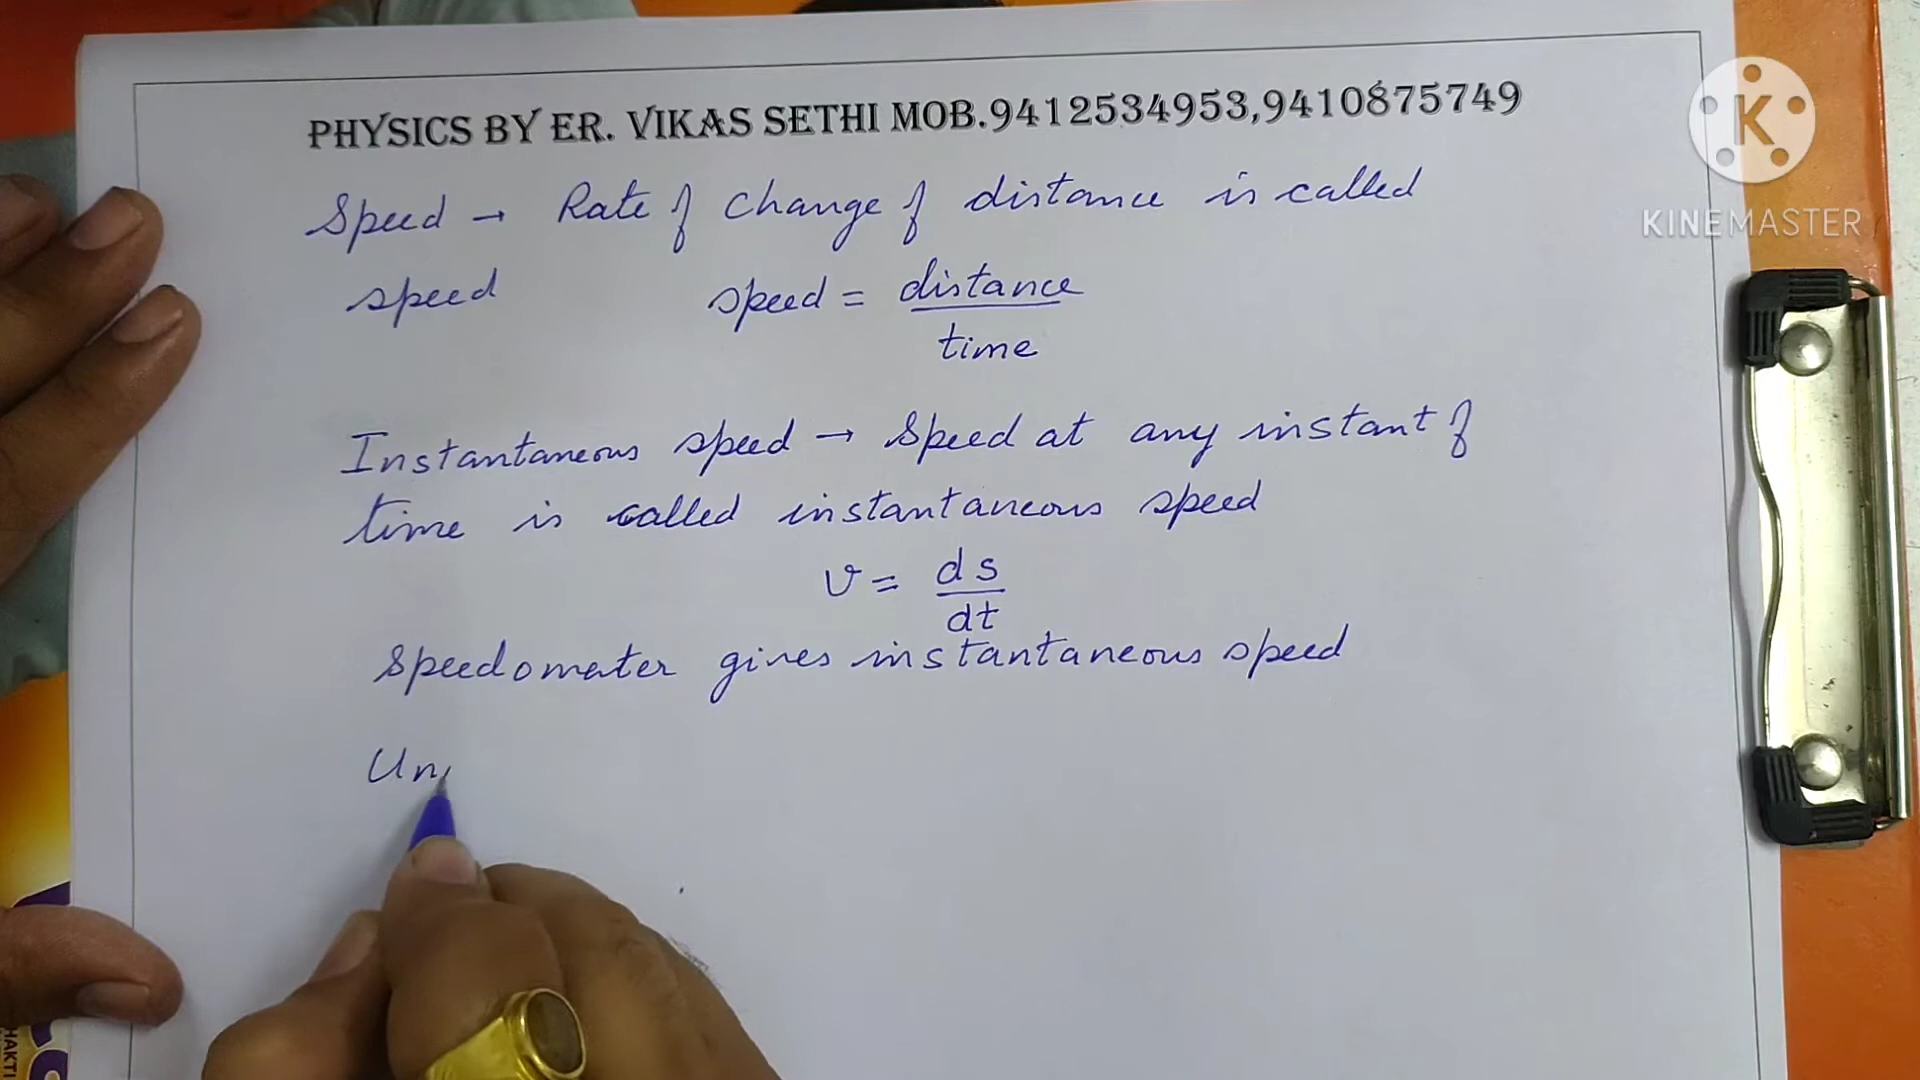 PHYSICS BY ER. VIKAS SETHI MOB.9412534953,9410875749
K
KINEMASTER
Speed → Rate of change of distance is called
speed speed = distance / time
Instantaneous speed → Speed at any instant of
time is called instantaneous speed
v = ds / dt
Speedometer gives instantaneous speed
Un